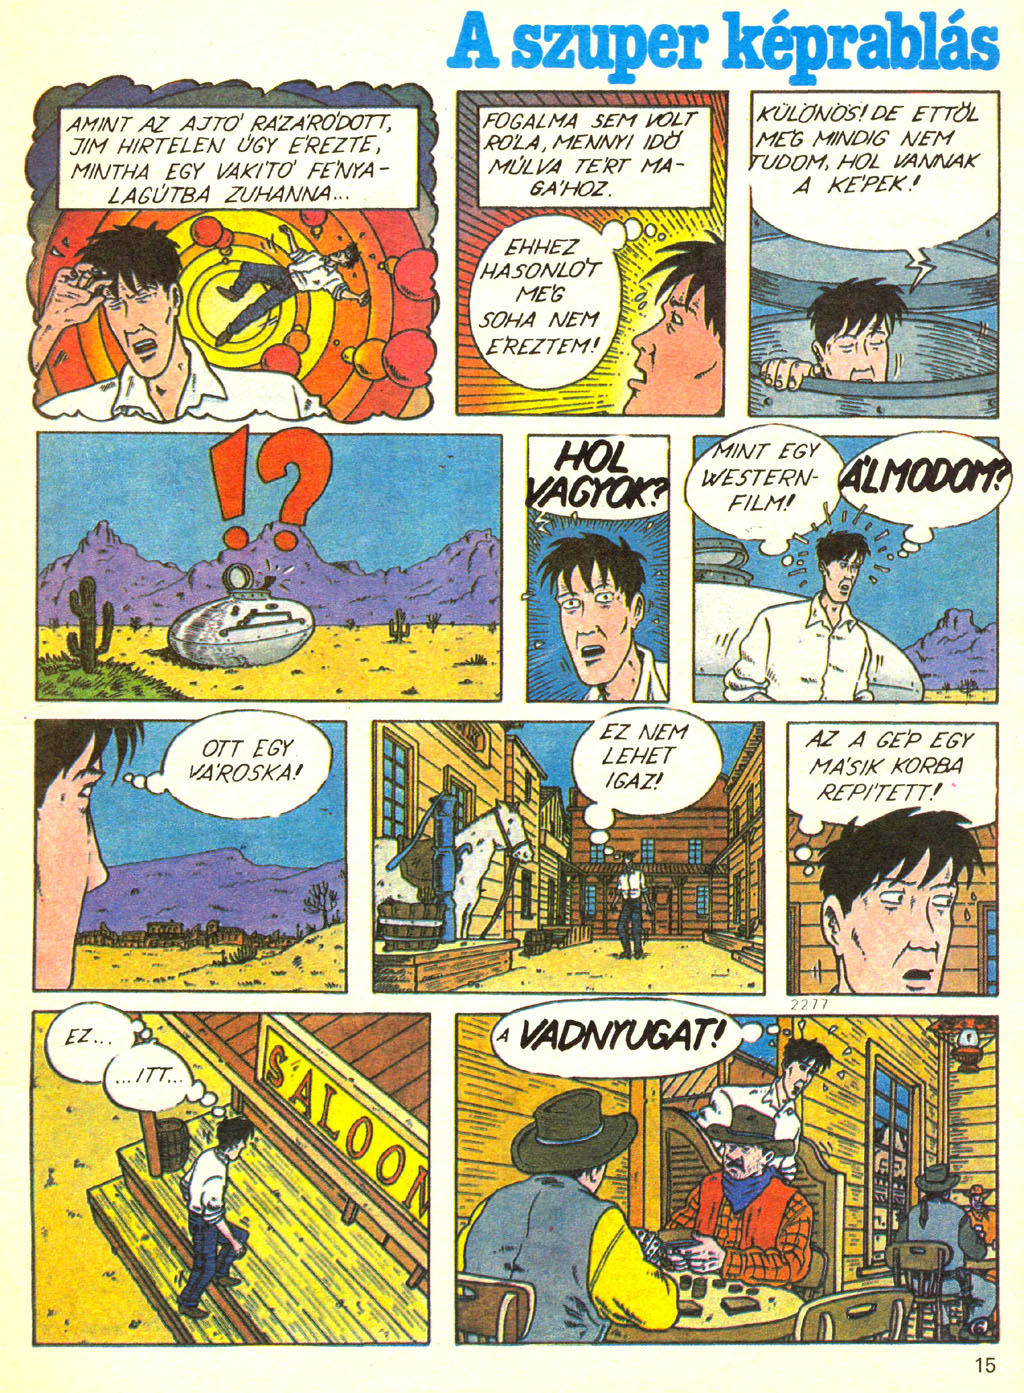 A szuper képrablás
AMINT AZ AJTÓ RÁZÁRÓDOTT,
JIM HIRTELEN ÚGY ÉREZTE,
MINTHA EGY VAKÍTÓ FÉNYA-
LAGÚTBA ZUHANNA...
FOGALMA SEM VOLT
RÓLA, MENNYI IDŐ
MÚLVA TÉRT MA-
GÁHOZ.
EHHEZ
HASONLÓT
MÉG
SOHA NEM
ÉREZTEM!
KÜLÖNÖS! DE ETTŐL
MÉG MINDIG NEM
TUDOM, HOL VANNAK
A KÉPEK!
!?
HOL
VAGYOK?
MINT EGY
WESTERN-
FILM!
ÁLMODOM?
OTT EGY
VÁROSKA!
EZ NEM
LEHET
IGAZ!
AZ A GÉP EGY
MÁSIK KORBA
REPÍTETT!
2277
EZ...
...ITT...
SALOON
A VADNYUGAT!
15